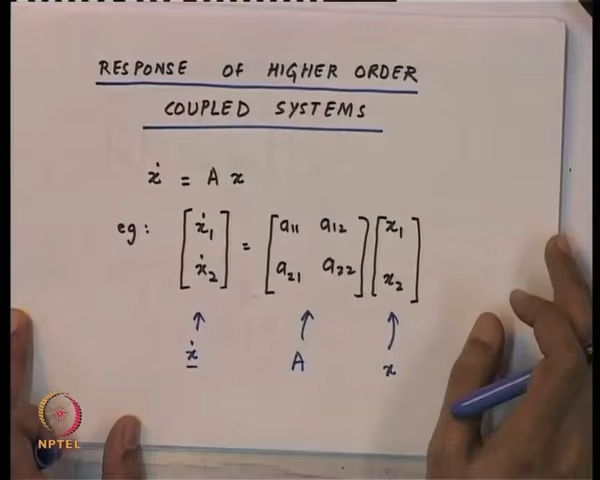 RESPONSE OF HIGHER ORDER
COUPLED SYSTEMS
ẋ = A x
eg: [ẋ₁ ẋ₂] = [a₁₁ a₁₂ a₂₁ a₂₂] [x₁ x₂]
ẋ A x
NPTEL